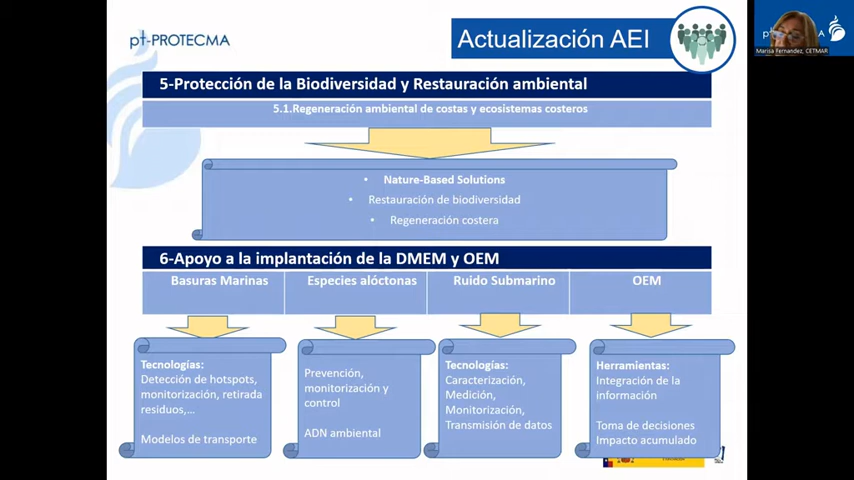 pt-PROTECMA
Actualización AEI
Marisa Fernandez, CETMAR
5-Protección de la Biodiversidad y Restauración ambiental
5.1.Regeneración ambiental de costas y ecosistemas costeros
• Nature-Based Solutions
• Restauración de biodiversidad
• Regeneración costera
6-Apoyo a la implantación de la DMEM y OEM
Basuras Marinas
Especies alóctonas
Ruido Submarino
OEM
Tecnologías:
Detección de hotspots,
monitorización, retirada
residuos,...
Modelos de transporte
Prevención,
monitorización y
control
ADN ambiental
Tecnologías:
Caracterización,
Medición,
Monitorización,
Transmisión de datos
Herramientas:
Integración de la
información
Toma de decisiones
Impacto acumulado